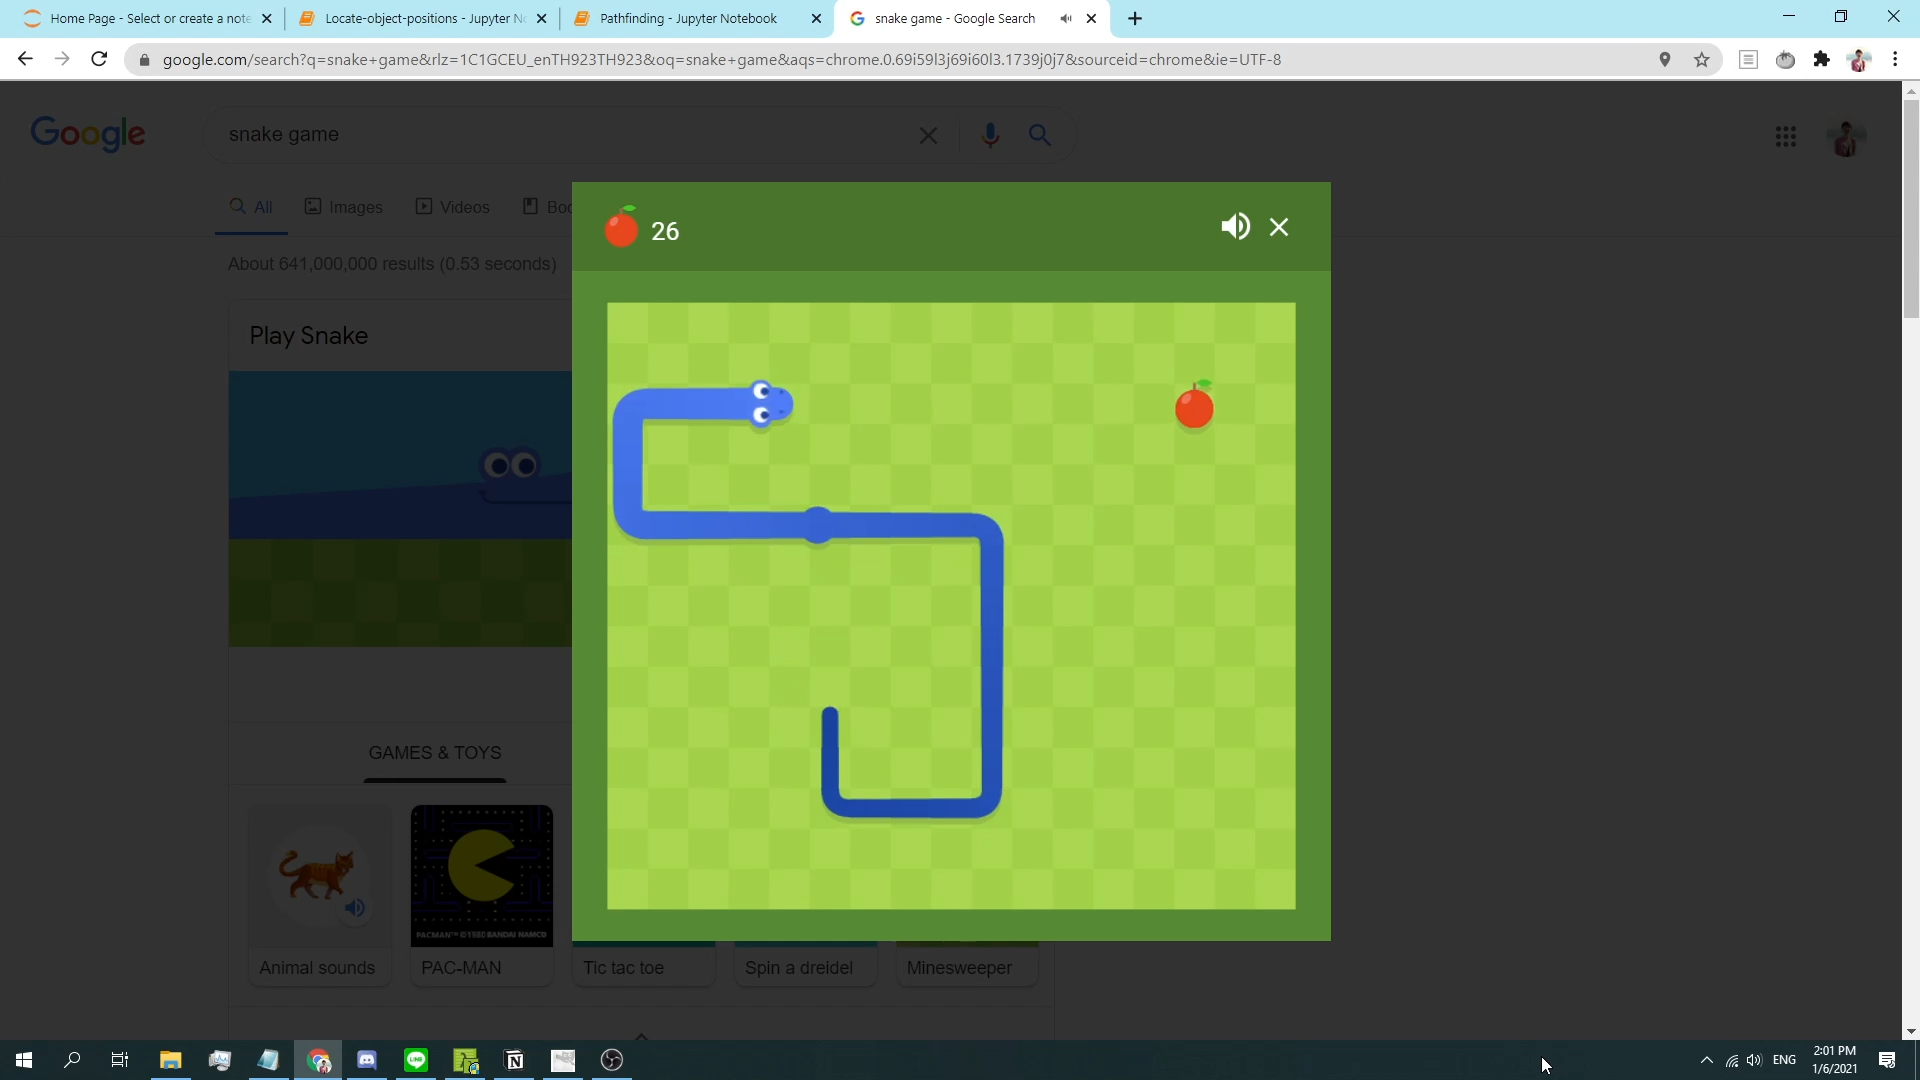 Home Page - Select or create a note
Locate-object-positions - Jupyter No
Pathfinding - Jupyter Notebook
snake game - Google Search
google.com/search?q=snake+game&rlz=1C1GCEU_enTH923TH923&oq=snake+game&aqs=chrome.0.69i59l3j69i60l3.1739j0j7&sourceid=chrome&ie=UTF-8
Google
snake game
All
Images
Videos
Boo
About 641,000,000 results (0.53 seconds)
26
Play Snake
GAMES & TOYS
PACMAN™ © 1980 BANDAI NAMCO
Animal sounds
PAC-MAN
Tic tac toe
Spin a dreidel
Minesweeper
ENG
2:01 PM
1/6/2021